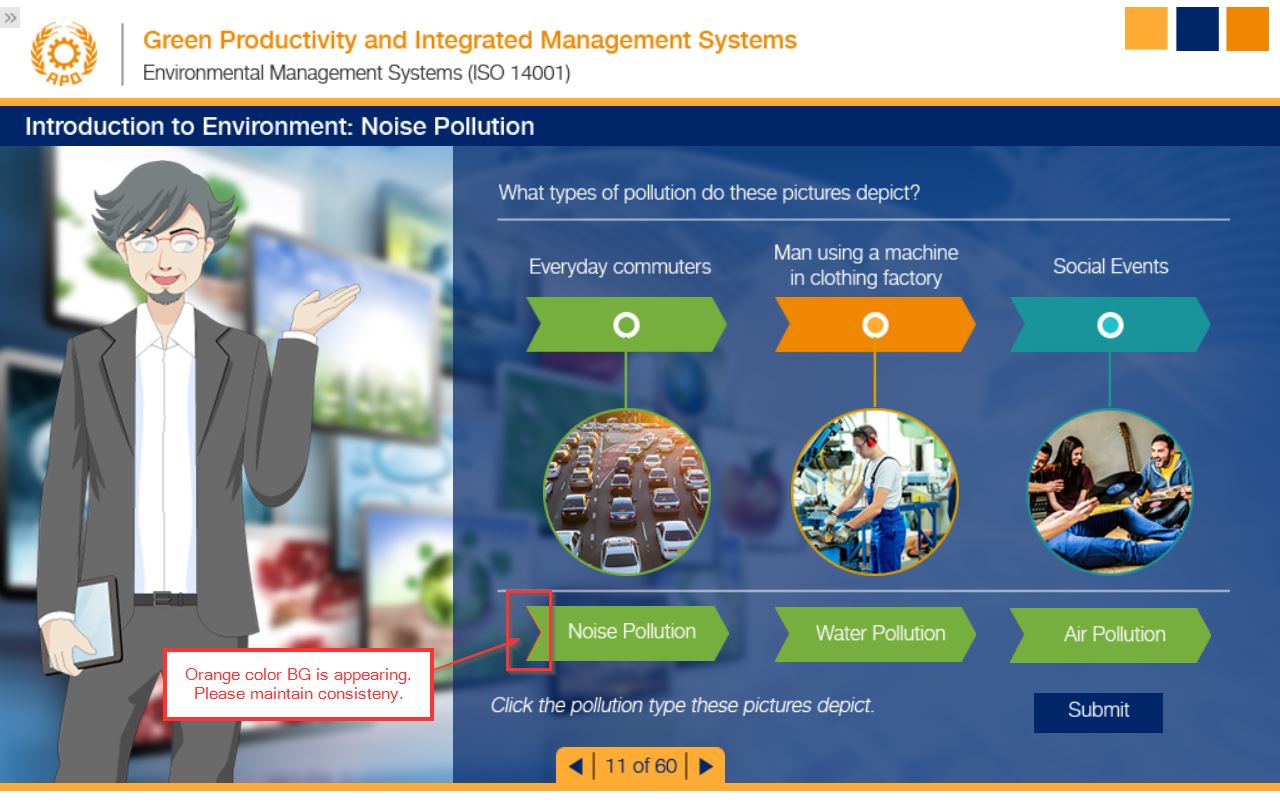 »
APO
Green Productivity and Integrated Management Systems
Environmental Management Systems (ISO 14001)
Introduction to Environment: Noise Pollution
What types of pollution do these pictures depict?
Everyday commuters
Man using a machine
in clothing factory
Social Events
Noise Pollution
Water Pollution
Air Pollution
Orange color BG is appearing.
Please maintain consisteny.
Click the pollution type these pictures depict.
Submit
11 of 60